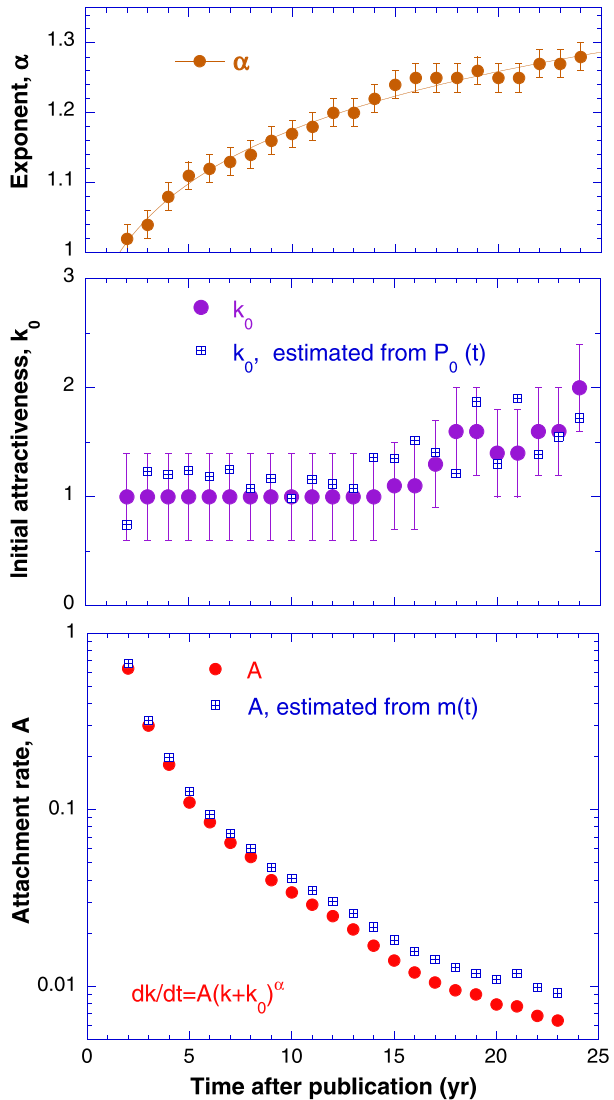 Exponent, α
1.3
1.2
1.1
1
α
Initial attractiveness, k0
3
2
1
0
k0
k0, estimated from P0 (t)
Attachment rate, A
1
0.1
0.01
A
A, estimated from m(t)
dk/dt=A(k+k0)α
0 5 10 15 20 25
Time after publication (yr)